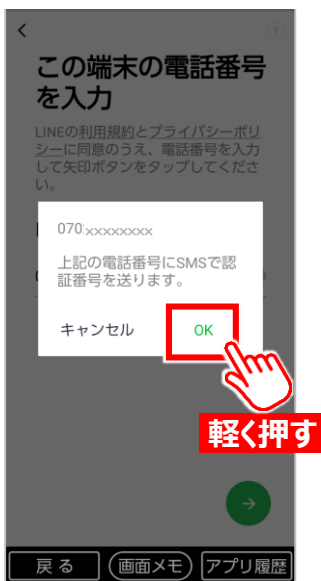 この端末の電話番号
を入力
LINEの利用規約とプライバシーポリ
シーに同意のうえ、電話番号を入力
して矢印ボタンをタップしてくださ
い。
070 xxxxxxxx
上記の電話番号にSMSで認
証番号を送ります。
キャンセル OK
軽く押す
戻る 画面メモ アプリ履歴